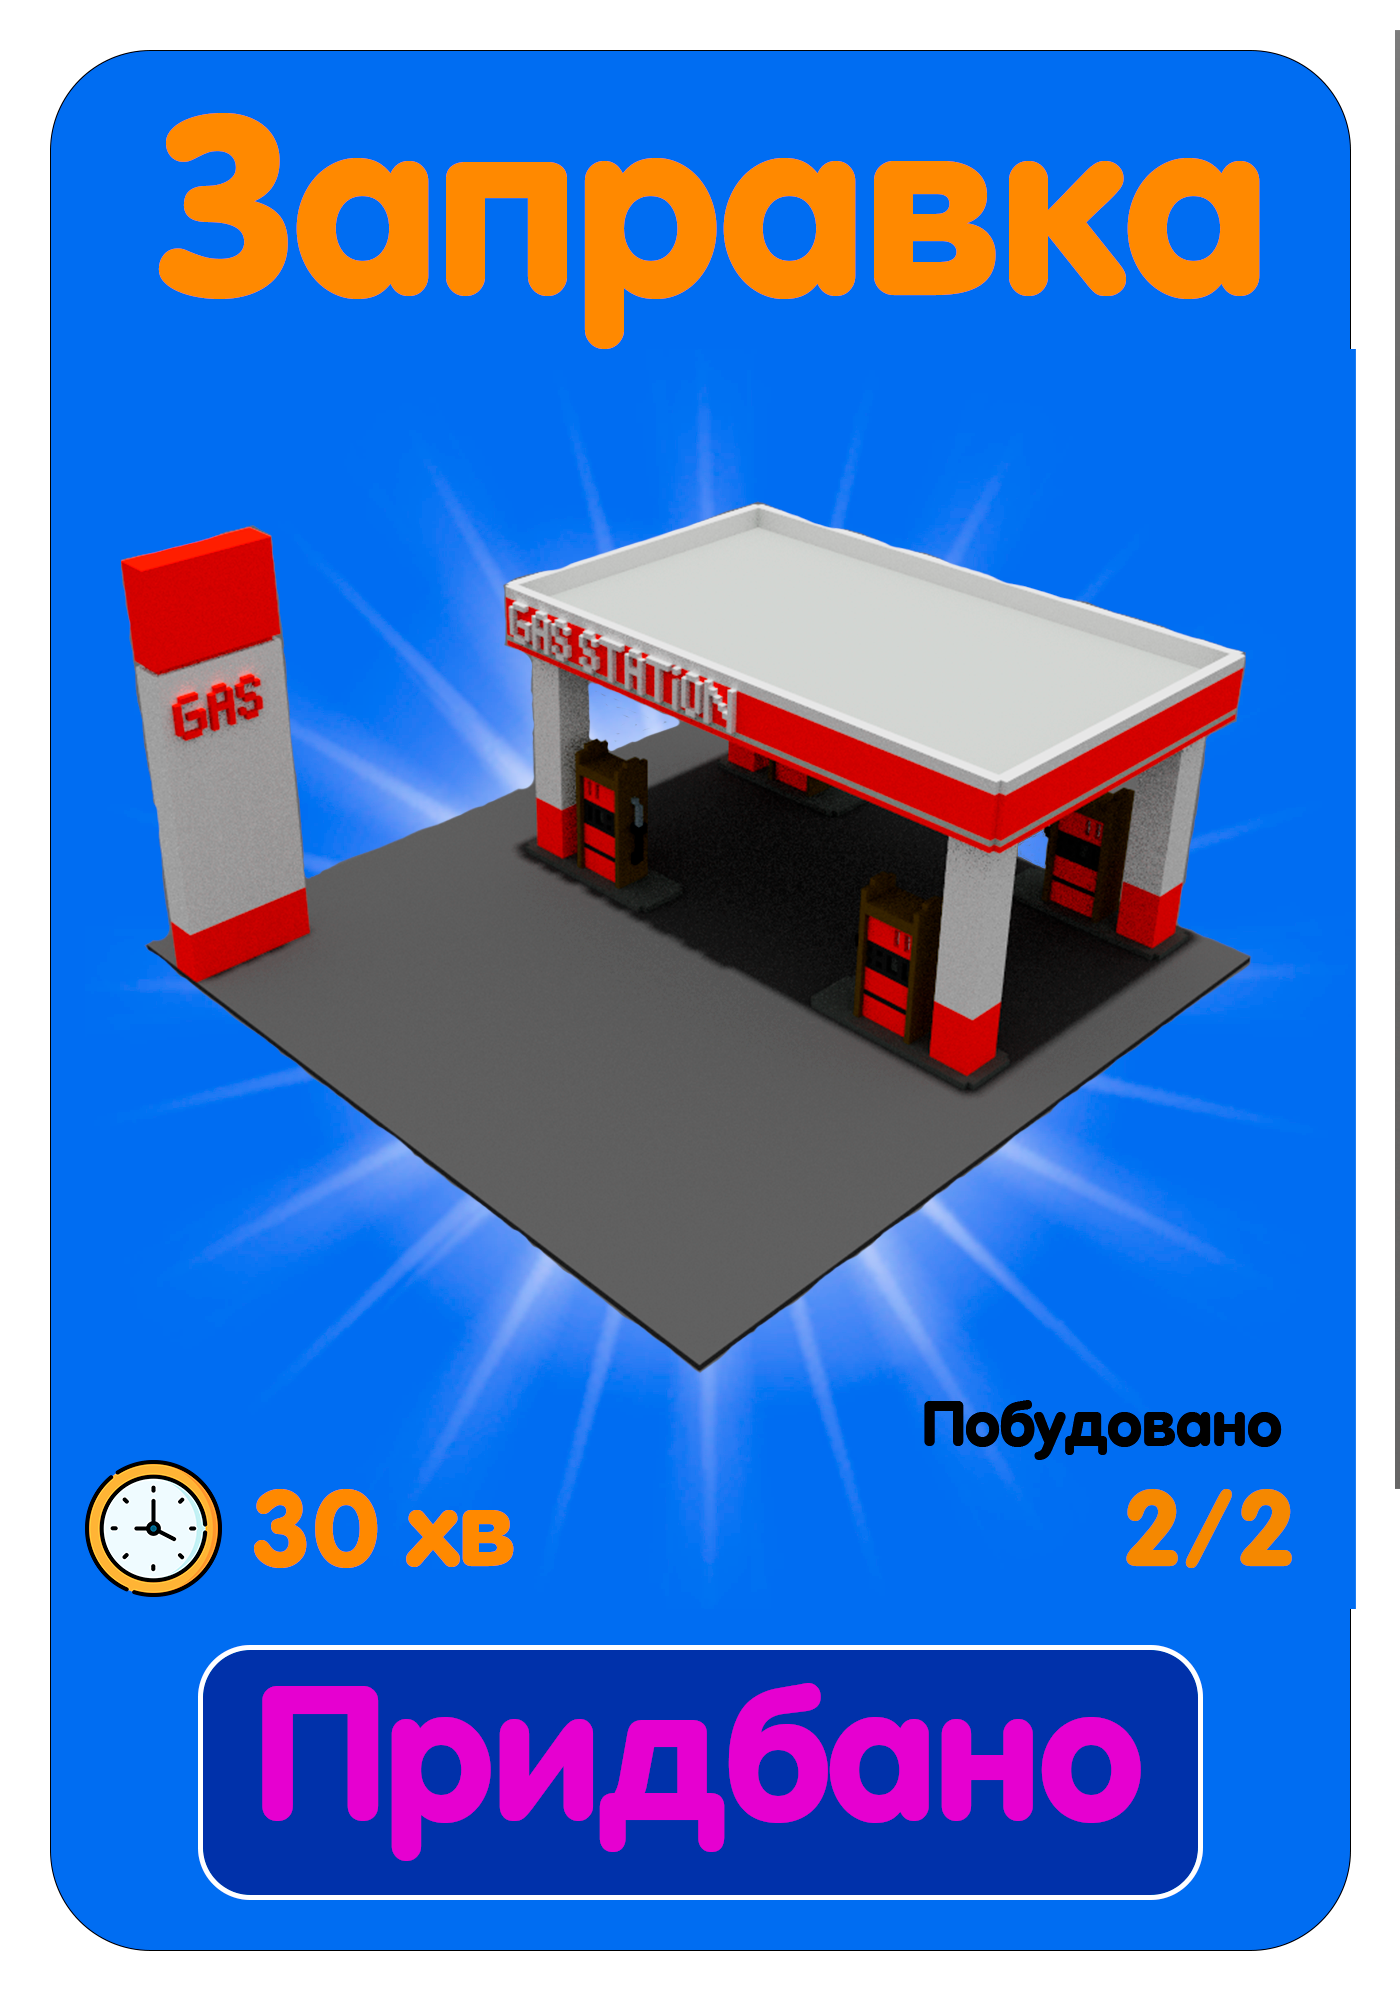 Заправка
GAS STATION
GAS
Побудовано
30 хв
2/2
Придбано